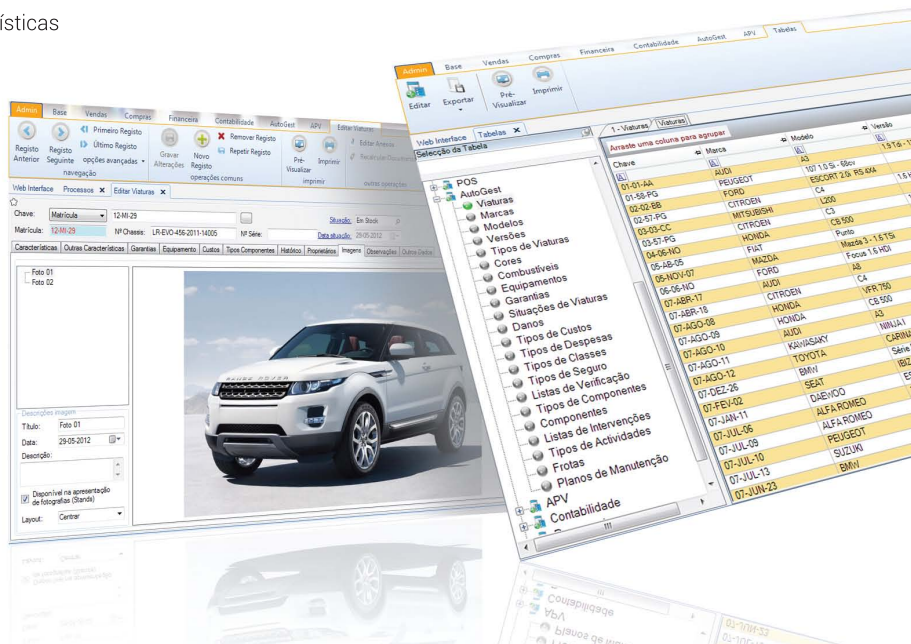 ísticas
Admin Base Vendas Compras Financeira Contabilidade AutoGest APV Editar Viaturas
Registo Anterior
Registo Seguinte
Primeiro Registo
Último Registo
opções avançadas
navegação
Gravar Alterações
Novo Registo
Remover Registo
Repetir Registo
operações comuns
Pré-Visualizar
Imprimir
imprimir
Editar Anexos
outras operações
Web Interface Processos Editar Viaturas
Chave: Matrícula 12-MI-29 Situação: Em Stock
Matrícula: 12-MI-29 Nº Chassis: LR-EVO-456-2011-14005 Nº Série: Data situação: 29-05-2012
Características Outras Características Garantias Equipamento Custos Tipos Componentes Histórico Proprietários Imagens Observações Outros Dados
Foto 01
Foto 02
RANGE ROVER
Descrições imagem
Título: Foto 01
Data: 29-05-2012
Descrição:
Disponível na apresentação
de fotografias (Stands)
Layout: Centrar
Admin Base Vendas Compras Financeira Contabilidade AutoGest APV Tabelas
Editar Exportar Pré-Visualizar Imprimir
Web Interface Tabelas
Selecção da Tabela
POS
AutoGest
Viaturas
Marcas
Modelos
Versões
Tipos de Viaturas
Cores
Combustíveis
Equipamentos
Garantias
Situações de Viaturas
Danos
Tipos de Custos
Tipos de Despesas
Tipos de Classes
Tipos de Seguro
Listas de Verificação
Tipos de Componentes
Componentes
Listas de Intervenções
Tipos de Actividades
Frotas
Planos de Manutenção
APV
Contabilidade
1 - Viaturas Viaturas
Arraste uma coluna para agrupar
Chave Marca Modelo Versão
01-01-AA AUDI A3
01-58-PG PEUGEOT 107 1.0 5i - 68cv
02-02-BB FORD ESCORT 2.0i RS 4X4
02-57-PG CITROEN C4
03-03-CC MITSUBISHI L200
03-57-PG CITROEN C3
04-06-NO HONDA CB 500
05-AB-05 FIAT Punto
05-NOV-07 MAZDA Mazda 3 - 1.6 TSi
06-06-NO FORD Focus 1.6 HDI
07-ABR-17 AUDI A8
07-ABR-18 CITROEN C4
07-AGO-08 HONDA VFR 750
07-AGO-09 HONDA CB 500
07-AGO-10 AUDI A3
07-AGO-11 KAWASAKY NINJA I
07-AGO-12 TOYOTA CARINA
07-DEZ-26 BMW Série
07-FEV-02 SEAT
07-JAN-11 DAEWOO
07-JUL-06 ALFA ROMEO
07-JUL-09 ALFA ROMEO
07-JUL-10 PEUGEOT
07-JUL-13 SUZUKI
07-JUN-23 BMW